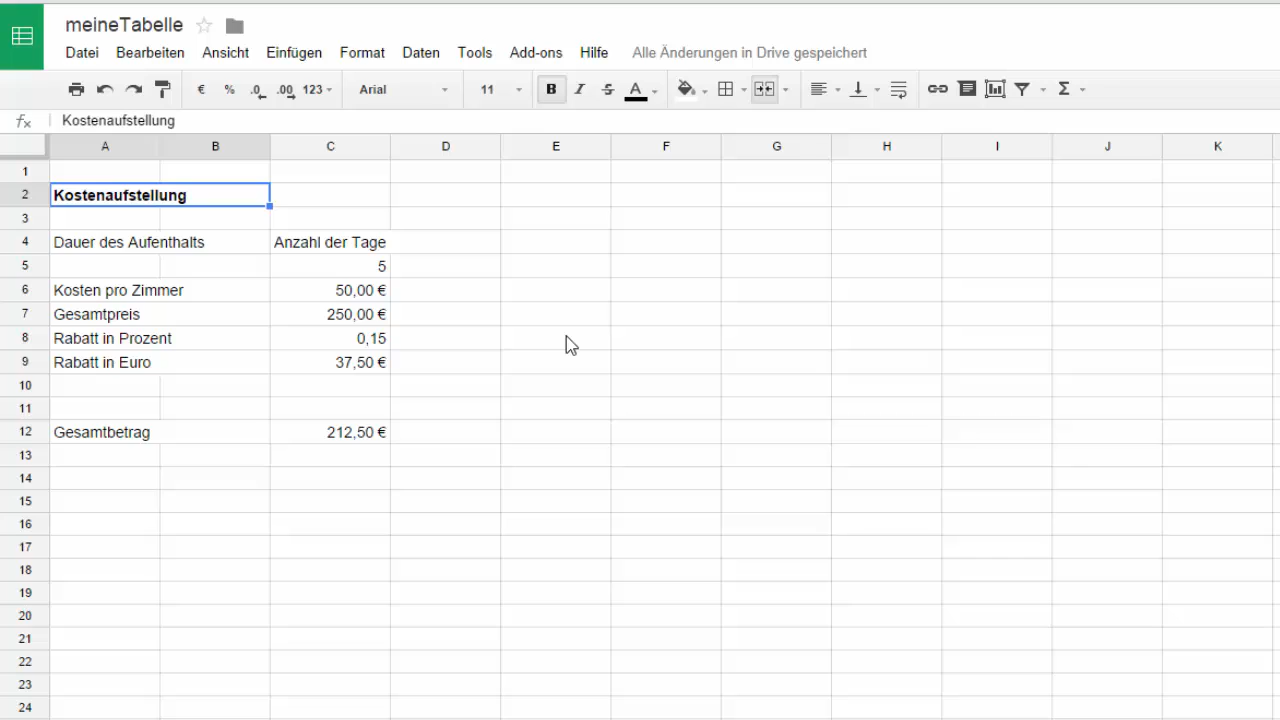 meineTabelle
Datei Bearbeiten Ansicht Einfügen Format Daten Tools Add-ons Hilfe Alle Änderungen in Drive gespeichert
€ % .0 .00 123 Arial 11 B I S A Σ
fx Kostenaufstellung
A B C D E F G H I J K
1
2 Kostenaufstellung
3
4 Dauer des Aufenthalts Anzahl der Tage
5 5
6 Kosten pro Zimmer 50,00 €
7 Gesamtpreis 250,00 €
8 Rabatt in Prozent 0,15
9 Rabatt in Euro 37,50 €
10
11
12 Gesamtbetrag 212,50 €
13
14
15
16
17
18
19
20
21
22
23
24